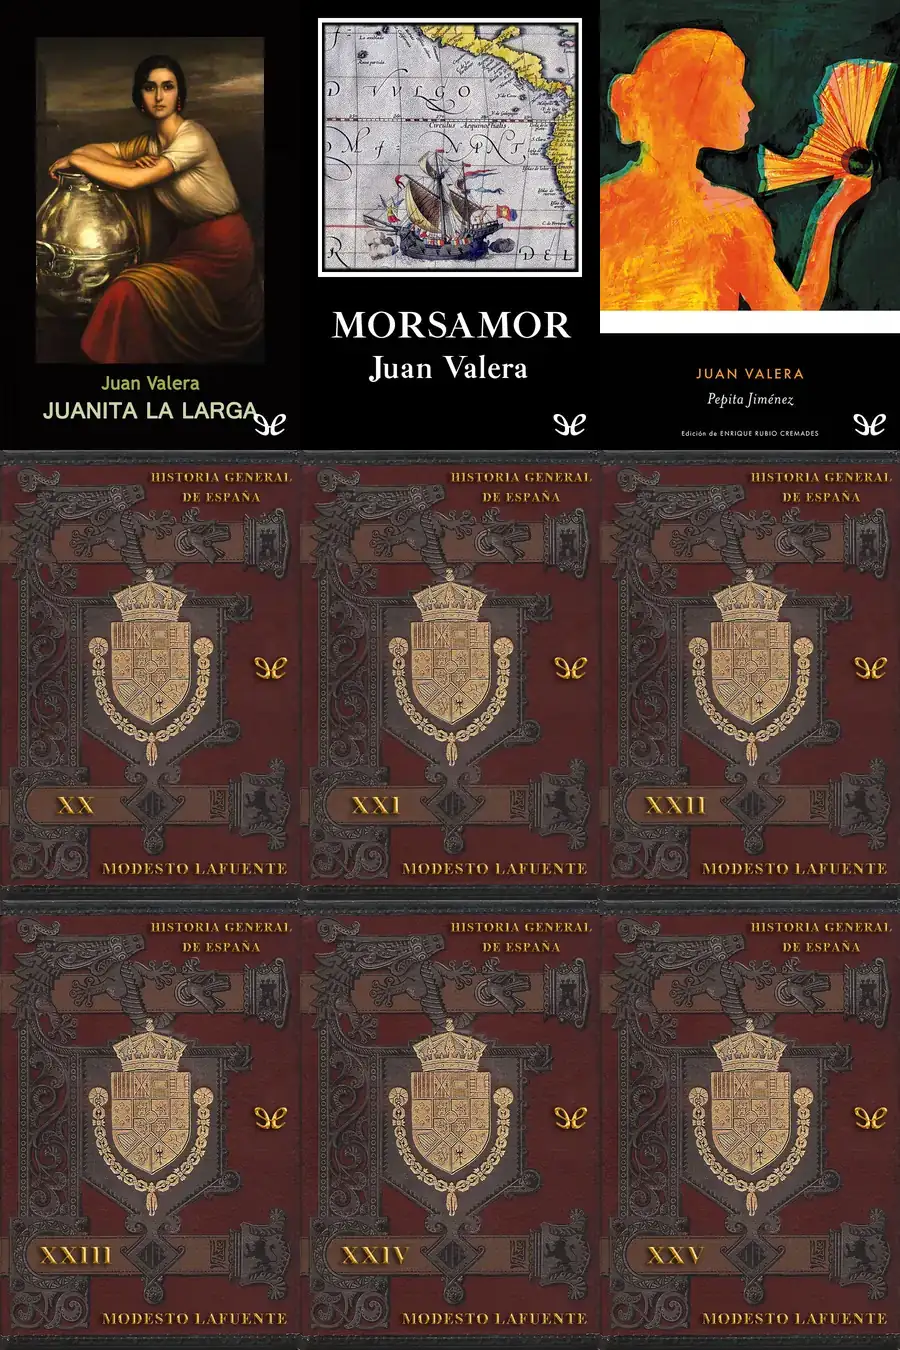 Juan Valera
JUANITA LA LARGA
Circulus Æquinoctialis
MORSAMOR
Juan Valera
JUAN VALERA
Pepita Jiménez
Edición de ENRIQUE RUBIO CREMADES
HISTORIA GENERAL
DE ESPAÑA
XX
MODESTO LAFUENTE
HISTORIA GENERAL
DE ESPAÑA
XXI
MODESTO LAFUENTE
HISTORIA GENERAL
DE ESPAÑA
XXII
MODESTO LAFUENTE
HISTORIA GENERAL
DE ESPAÑA
XXIII
MODESTO LAFUENTE
HISTORIA GENERAL
DE ESPAÑA
XXIV
MODESTO LAFUENTE
HISTORIA GENERAL
DE ESPAÑA
XXV
MODESTO LAFUENTE